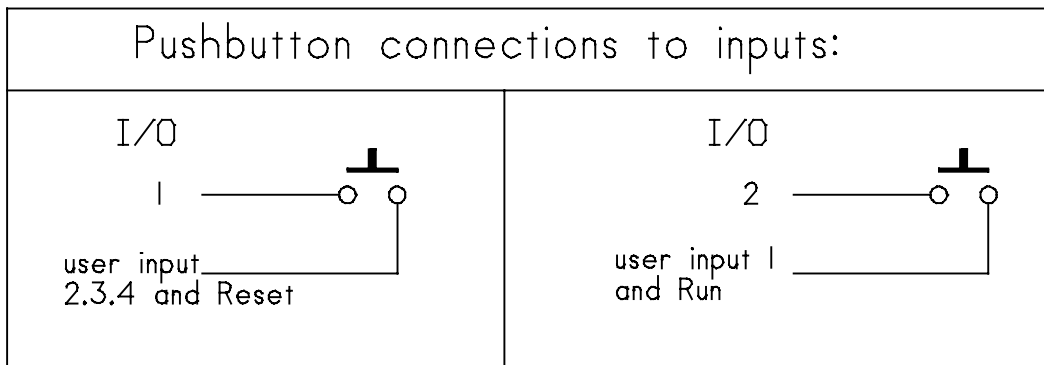 Pushbutton connections to inputs:
I/O
1
user input
2.3.4 and Reset
I/O
2
user input 1
and Run